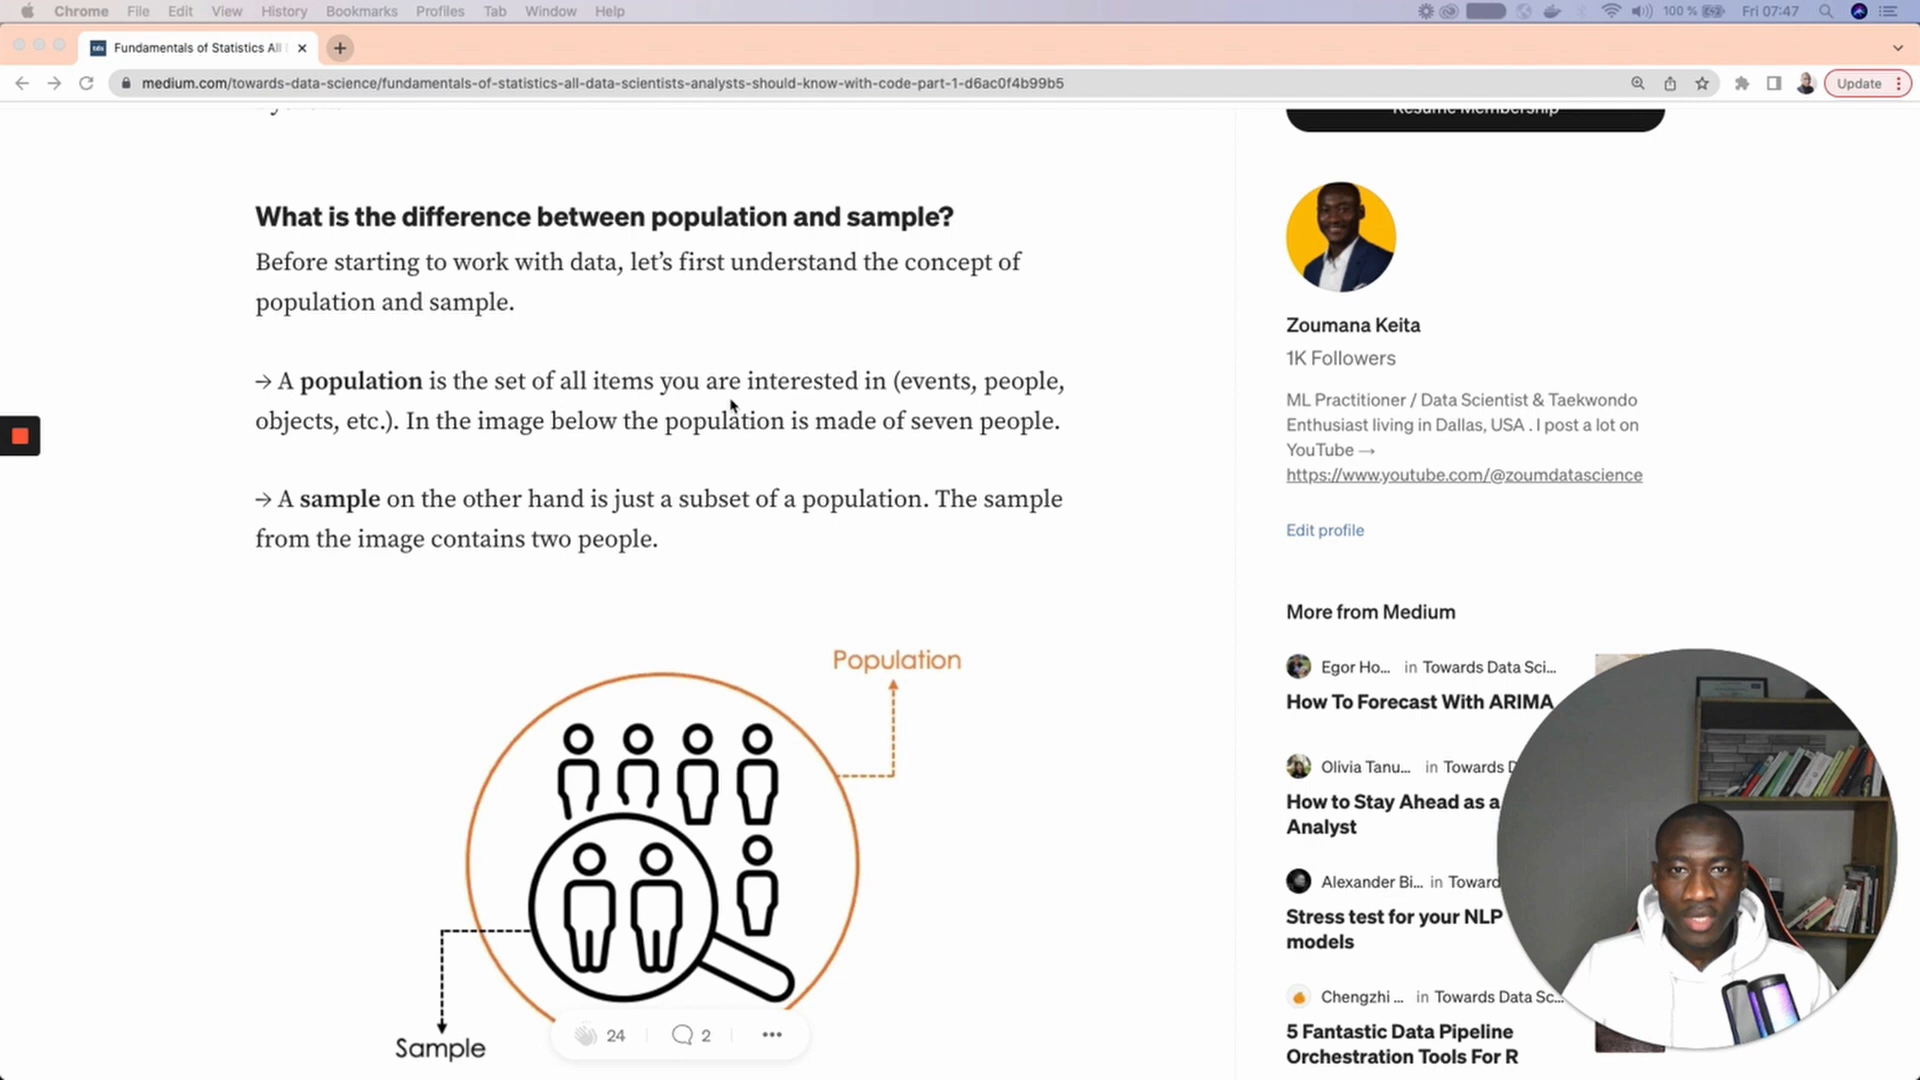 Chrome File Edit View History Bookmarks Profiles Tab Window Help 100 % Fri 07:47
Fundamentals of Statistics All
medium.com/towards-data-science/fundamentals-of-statistics-all-data-scientists-analysts-should-know-with-code-part-1-d6ac0f4b99b5 Update
What is the difference between population and sample?
Before starting to work with data, let’s first understand the concept of
population and sample.
→ A population is the set of all items you are interested in (events, people,
objects, etc.). In the image below the population is made of seven people.
→ A sample on the other hand is just a subset of a population. The sample
from the image contains two people.
Population
Sample
24 2
Resume Membership
Zoumana Keita
1K Followers
ML Practitioner / Data Scientist & Taekwondo
Enthusiast living in Dallas, USA . I post a lot on
YouTube →
https://www.youtube.com/@zoumdatascience
Edit profile
More from Medium
Egor Ho... in Towards Data Sci...
How To Forecast With ARIMA
Olivia Tanu... in Towards D
How to Stay Ahead as a
Analyst
Alexander Bi... in Toward
Stress test for your NLP
models
Chengzhi ... in Towards Data Sc...
5 Fantastic Data Pipeline
Orchestration Tools For R